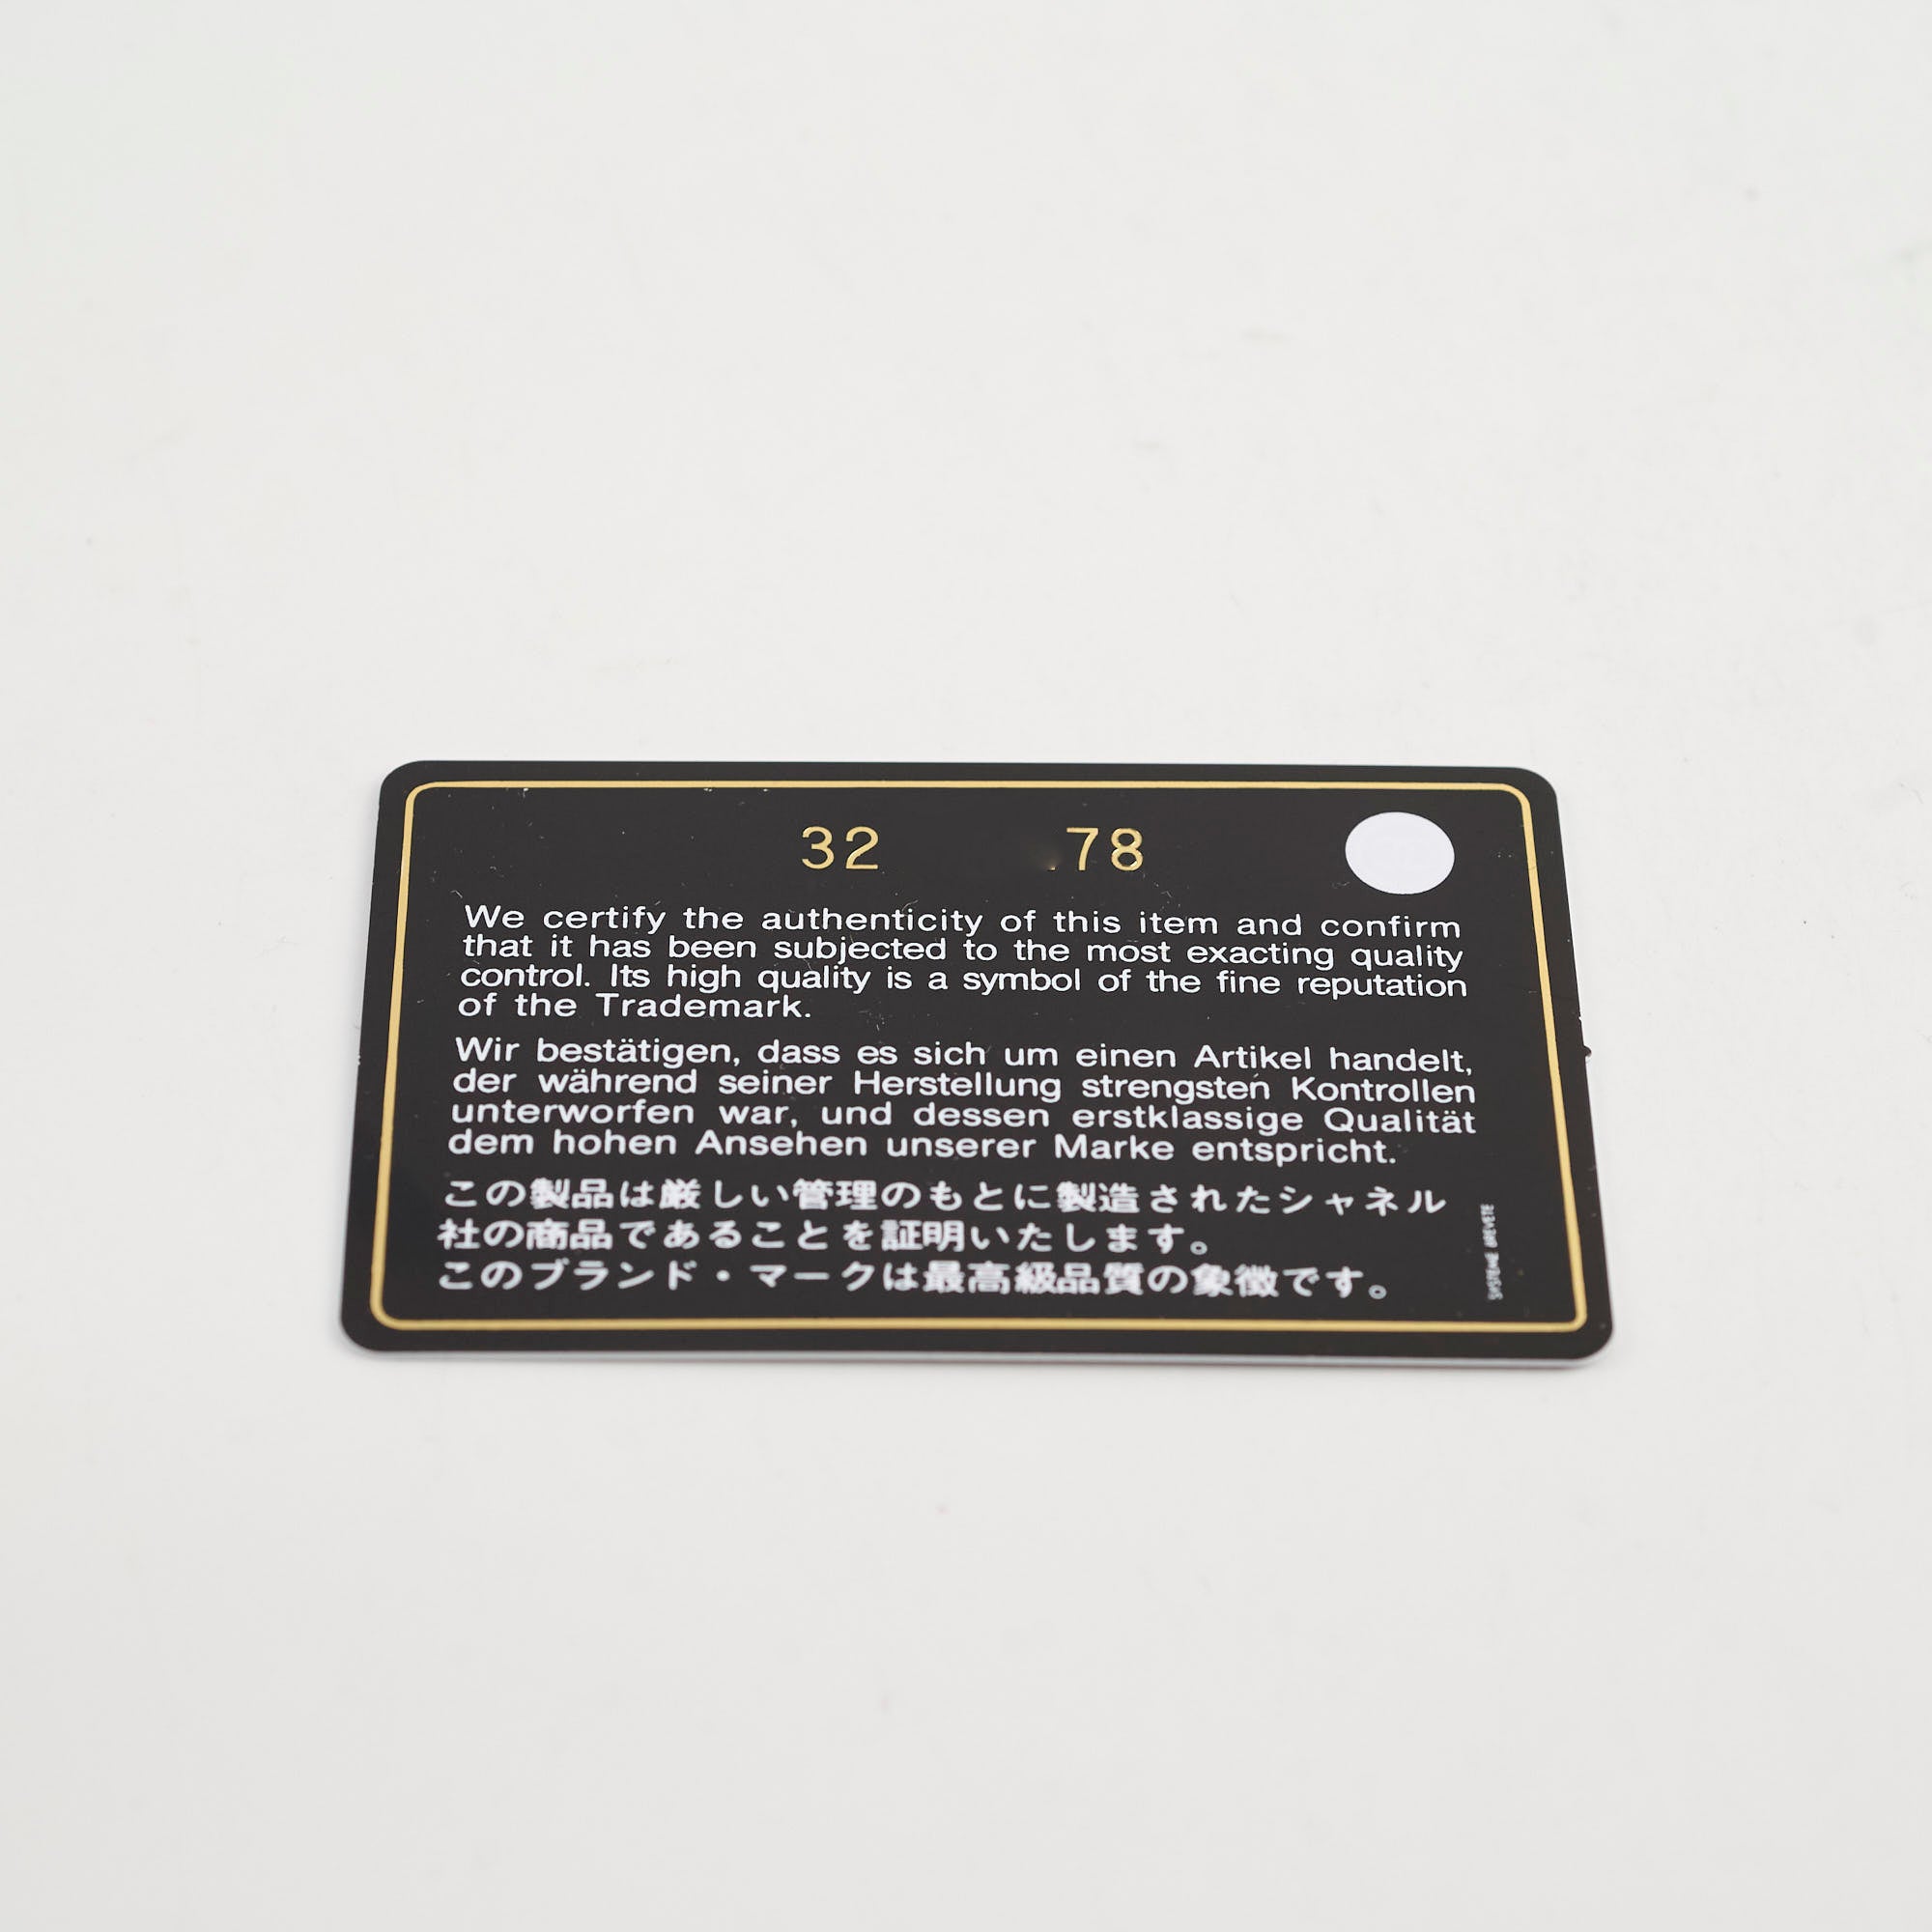 32 78
We certify the authenticity of this item and confirm
that it has been subjected to the most exacting quality
control. Its high quality is a symbol of the fine reputation
of the Trademark.
Wir bestätigen, dass es sich um einen Artikel handelt,
der während seiner Herstellung strengsten Kontrollen
unterworfen war, und dessen erstklassige Qualität
dem hohen Ansehen unserer Marke entspricht.
この製品は厳しい管理のもとに製造されたシャネル
社の商品であることを証明いたします。
このブランド・マークは最高級品質の象徴です。
SYSTEME BREVETE